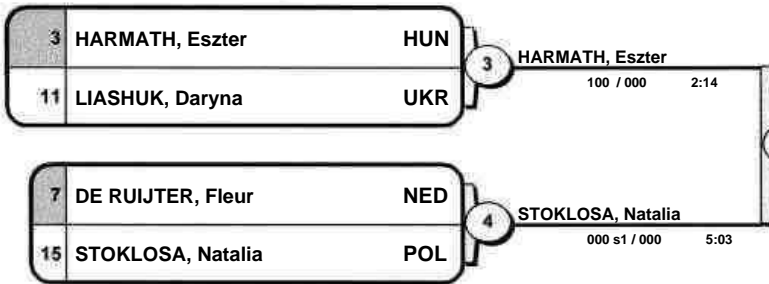 3 HARMATH, Eszter HUN
3 HARMATH, Eszter
100 / 000 2:14
11 LIASHUK, Daryna UKR
7 DE RUIJTER, Fleur NED
4 STOKLOSA, Natalia
000 s1 / 000 5:03
15 STOKLOSA, Natalia POL